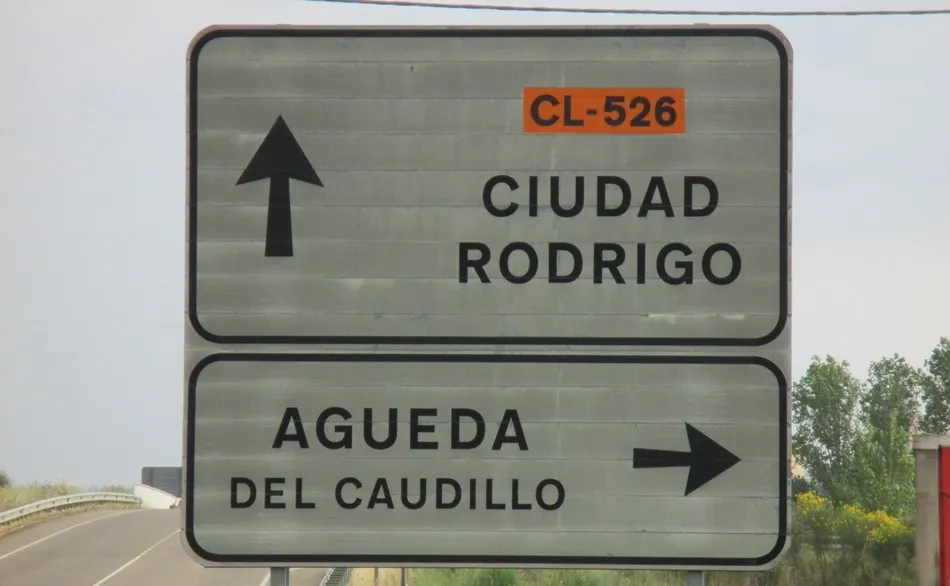 CL-526
CIUDAD
RODRIGO
AGUEDA
DEL CAUDILLO